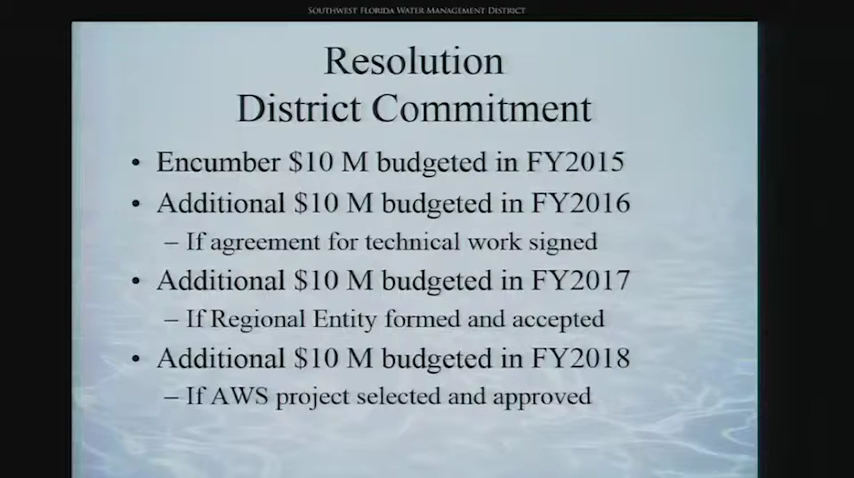 SOUTHWEST FLORIDA WATER MANAGEMENT DISTRICT
Resolution
District Commitment
• Encumber $10 M budgeted in FY2015
• Additional $10 M budgeted in FY2016
– If agreement for technical work signed
• Additional $10 M budgeted in FY2017
– If Regional Entity formed and accepted
• Additional $10 M budgeted in FY2018
– If AWS project selected and approved